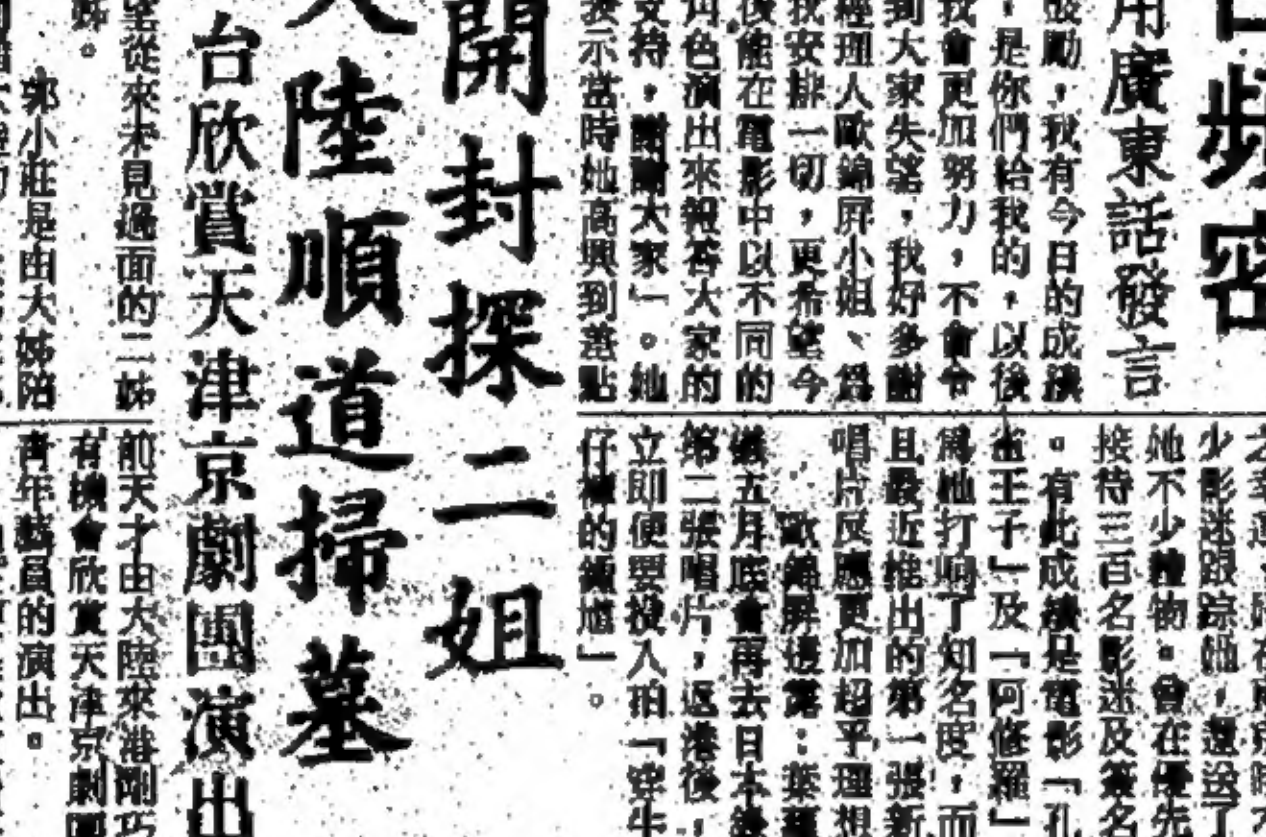 日頻密
用廣東話發言
勵，我有今日的成績
，是你們給我的，以後
我會更加努力，不會令
到大家失望，我好多謝
經理人歐錦屏小姐、爲
我安排一切，更希望今
後能在電影中以不同的
角色演出來報答大家的
支持，謝謝大家」。她
表示當時她高興到差點
少影迷跟踪她，還送了
她不少禮物。會在優先
接待三百名影迷及簽名
。有此成績是電影「孔
雀王子」及「阿修羅」
爲她打响了知名度，而
且最近推出的第一張新
唱片反應更加超乎理想
。歐錦屏透露：葉
五月底會再去日本錄
第二張唱片，返港後，
立即便要投入拍「穿牛
仔褲的領」。
開封探二姐
大陸順道掃墓
台欣賞天津京劇團演出
望從來未見過面的二姊
姊。
郭小莊是由大姊陪
前天才由大陸來港剛巧
有機會欣賞天津京劇團
青年藝員的演出。